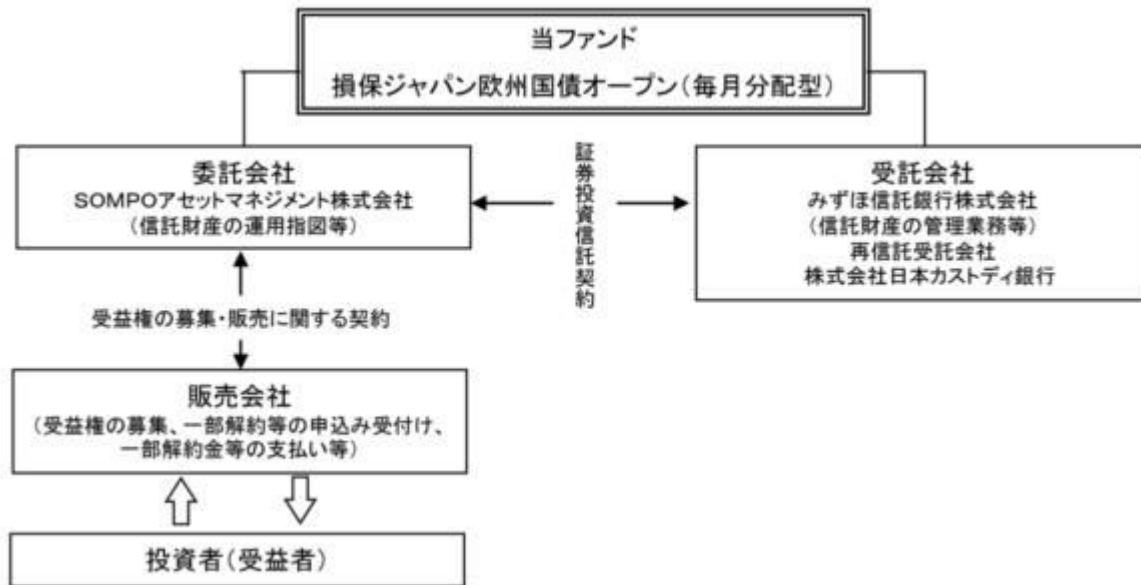 当ファンド
損保ジャパン欧州国債オープン（毎月分配型）
委託会社
SOMPOアセットマネジメント株式会社
（信託財産の運用指図等）
証券投資信託契約
受託会社
みずほ信託銀行株式会社
（信託財産の管理業務等）
再信託受託会社
株式会社日本カストディ銀行
受益権の募集・販売に関する契約
販売会社
（受益権の募集、一部解約等の申込み受付け、
一部解約金等の支払い等）
投資者（受益者）